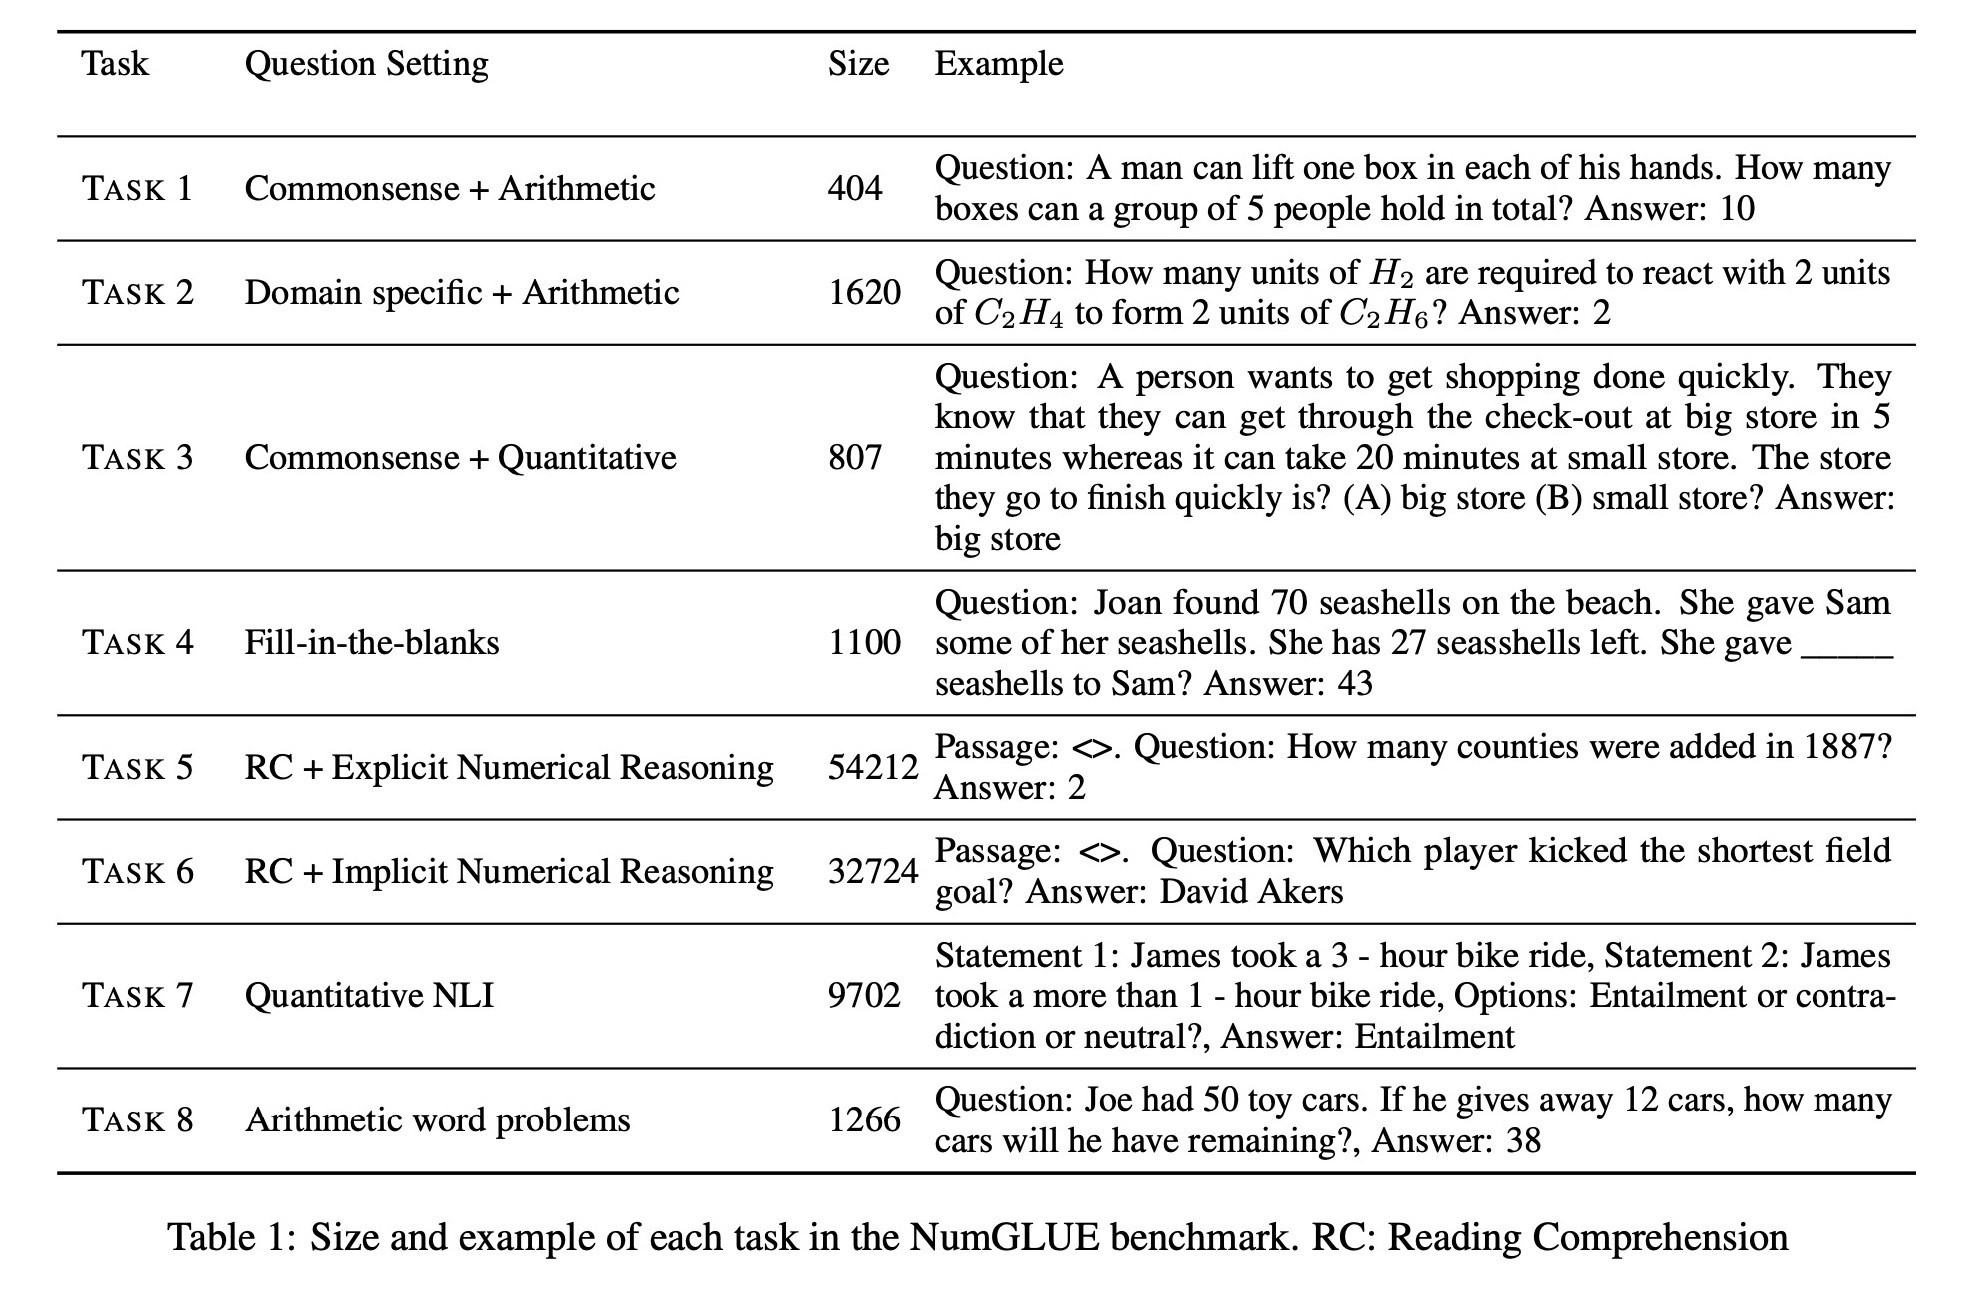 Task Question Setting Size Example
TASK 1 Commonsense + Arithmetic 404 Question: A man can lift one box in each of his hands. How many
boxes can a group of 5 people hold in total? Answer: 10
TASK 2 Domain specific + Arithmetic 1620 Question: How many units of H₂ are required to react with 2 units
of C₂H₄ to form 2 units of C₂H₆? Answer: 2
TASK 3 Commonsense + Quantitative 807 Question: A person wants to get shopping done quickly. They
know that they can get through the check-out at big store in 5
minutes whereas it can take 20 minutes at small store. The store
they go to finish quickly is? (A) big store (B) small store? Answer:
big store
TASK 4 Fill-in-the-blanks 1100 Question: Joan found 70 seashells on the beach. She gave Sam
some of her seashells. She has 27 seasshells left. She gave _____
seashells to Sam? Answer: 43
TASK 5 RC + Explicit Numerical Reasoning 54212 Passage: <>. Question: How many counties were added in 1887?
Answer: 2
TASK 6 RC + Implicit Numerical Reasoning 32724 Passage: <>. Question: Which player kicked the shortest field
goal? Answer: David Akers
TASK 7 Quantitative NLI 9702 Statement 1: James took a 3 - hour bike ride, Statement 2: James
took a more than 1 - hour bike ride, Options: Entailment or contra-
diction or neutral?, Answer: Entailment
TASK 8 Arithmetic word problems 1266 Question: Joe had 50 toy cars. If he gives away 12 cars, how many
cars will he have remaining?, Answer: 38
Table 1: Size and example of each task in the NumGLUE benchmark. RC: Reading Comprehension